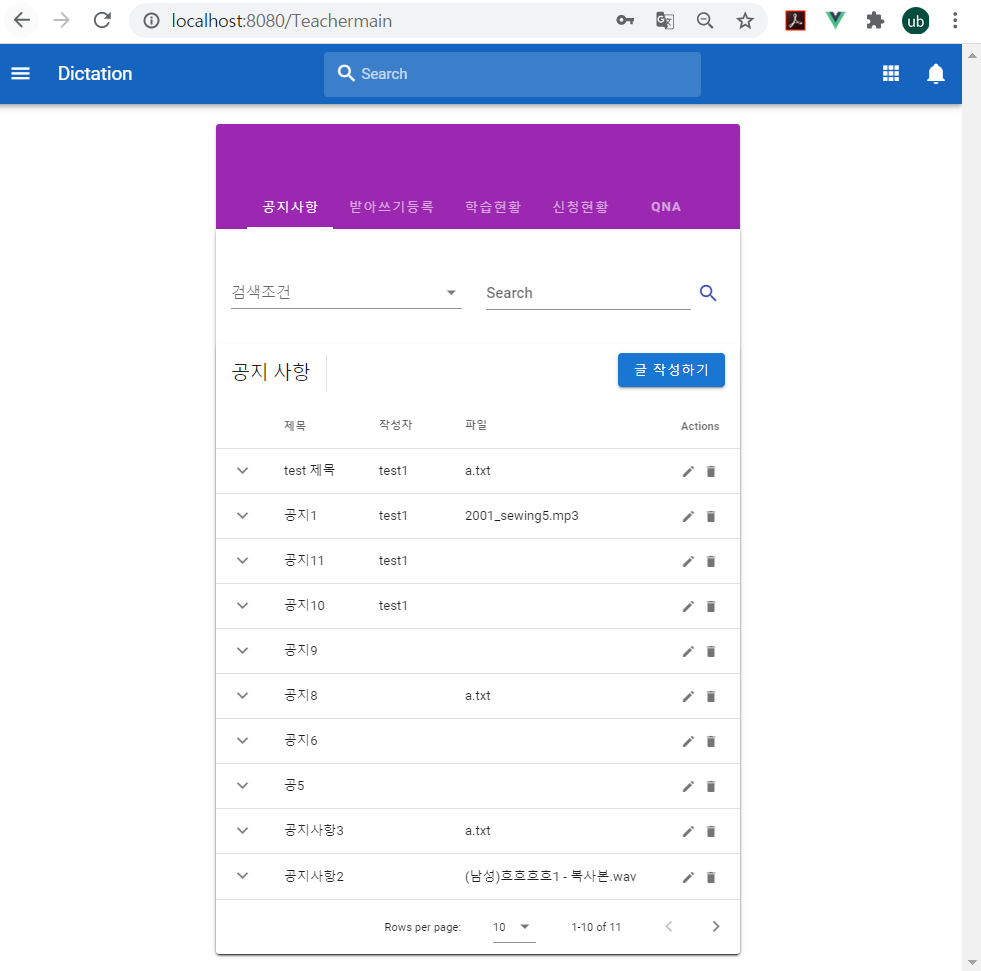 localhost:8080/Teachermain
ub
Dictation Search
공지사항 받아쓰기등록 학습현황 신청현황 QNA
검색조건 Search
공지 사항 글 작성하기
제목 작성자 파일 Actions
test 제목 test1 a.txt
공지1 test1 2001_sewing5.mp3
공지11 test1
공지10 test1
공지9
공지8 a.txt
공지6
공5
공지사항3 a.txt
공지사항2 (남성)흐흐흐흐1 - 복사본.wav
Rows per page: 10 1-10 of 11